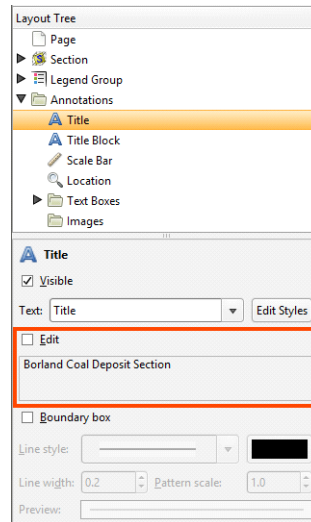 Layout Tree
Page
Section
Legend Group
Annotations
Title
Title Block
Scale Bar
Location
Text Boxes
Images
Title
Visible
Text: Title Edit Styles
Edit
Borland Coal Deposit Section
Boundary box
Line style:
Line width: 0.2 Pattern scale: 1.0
Preview: